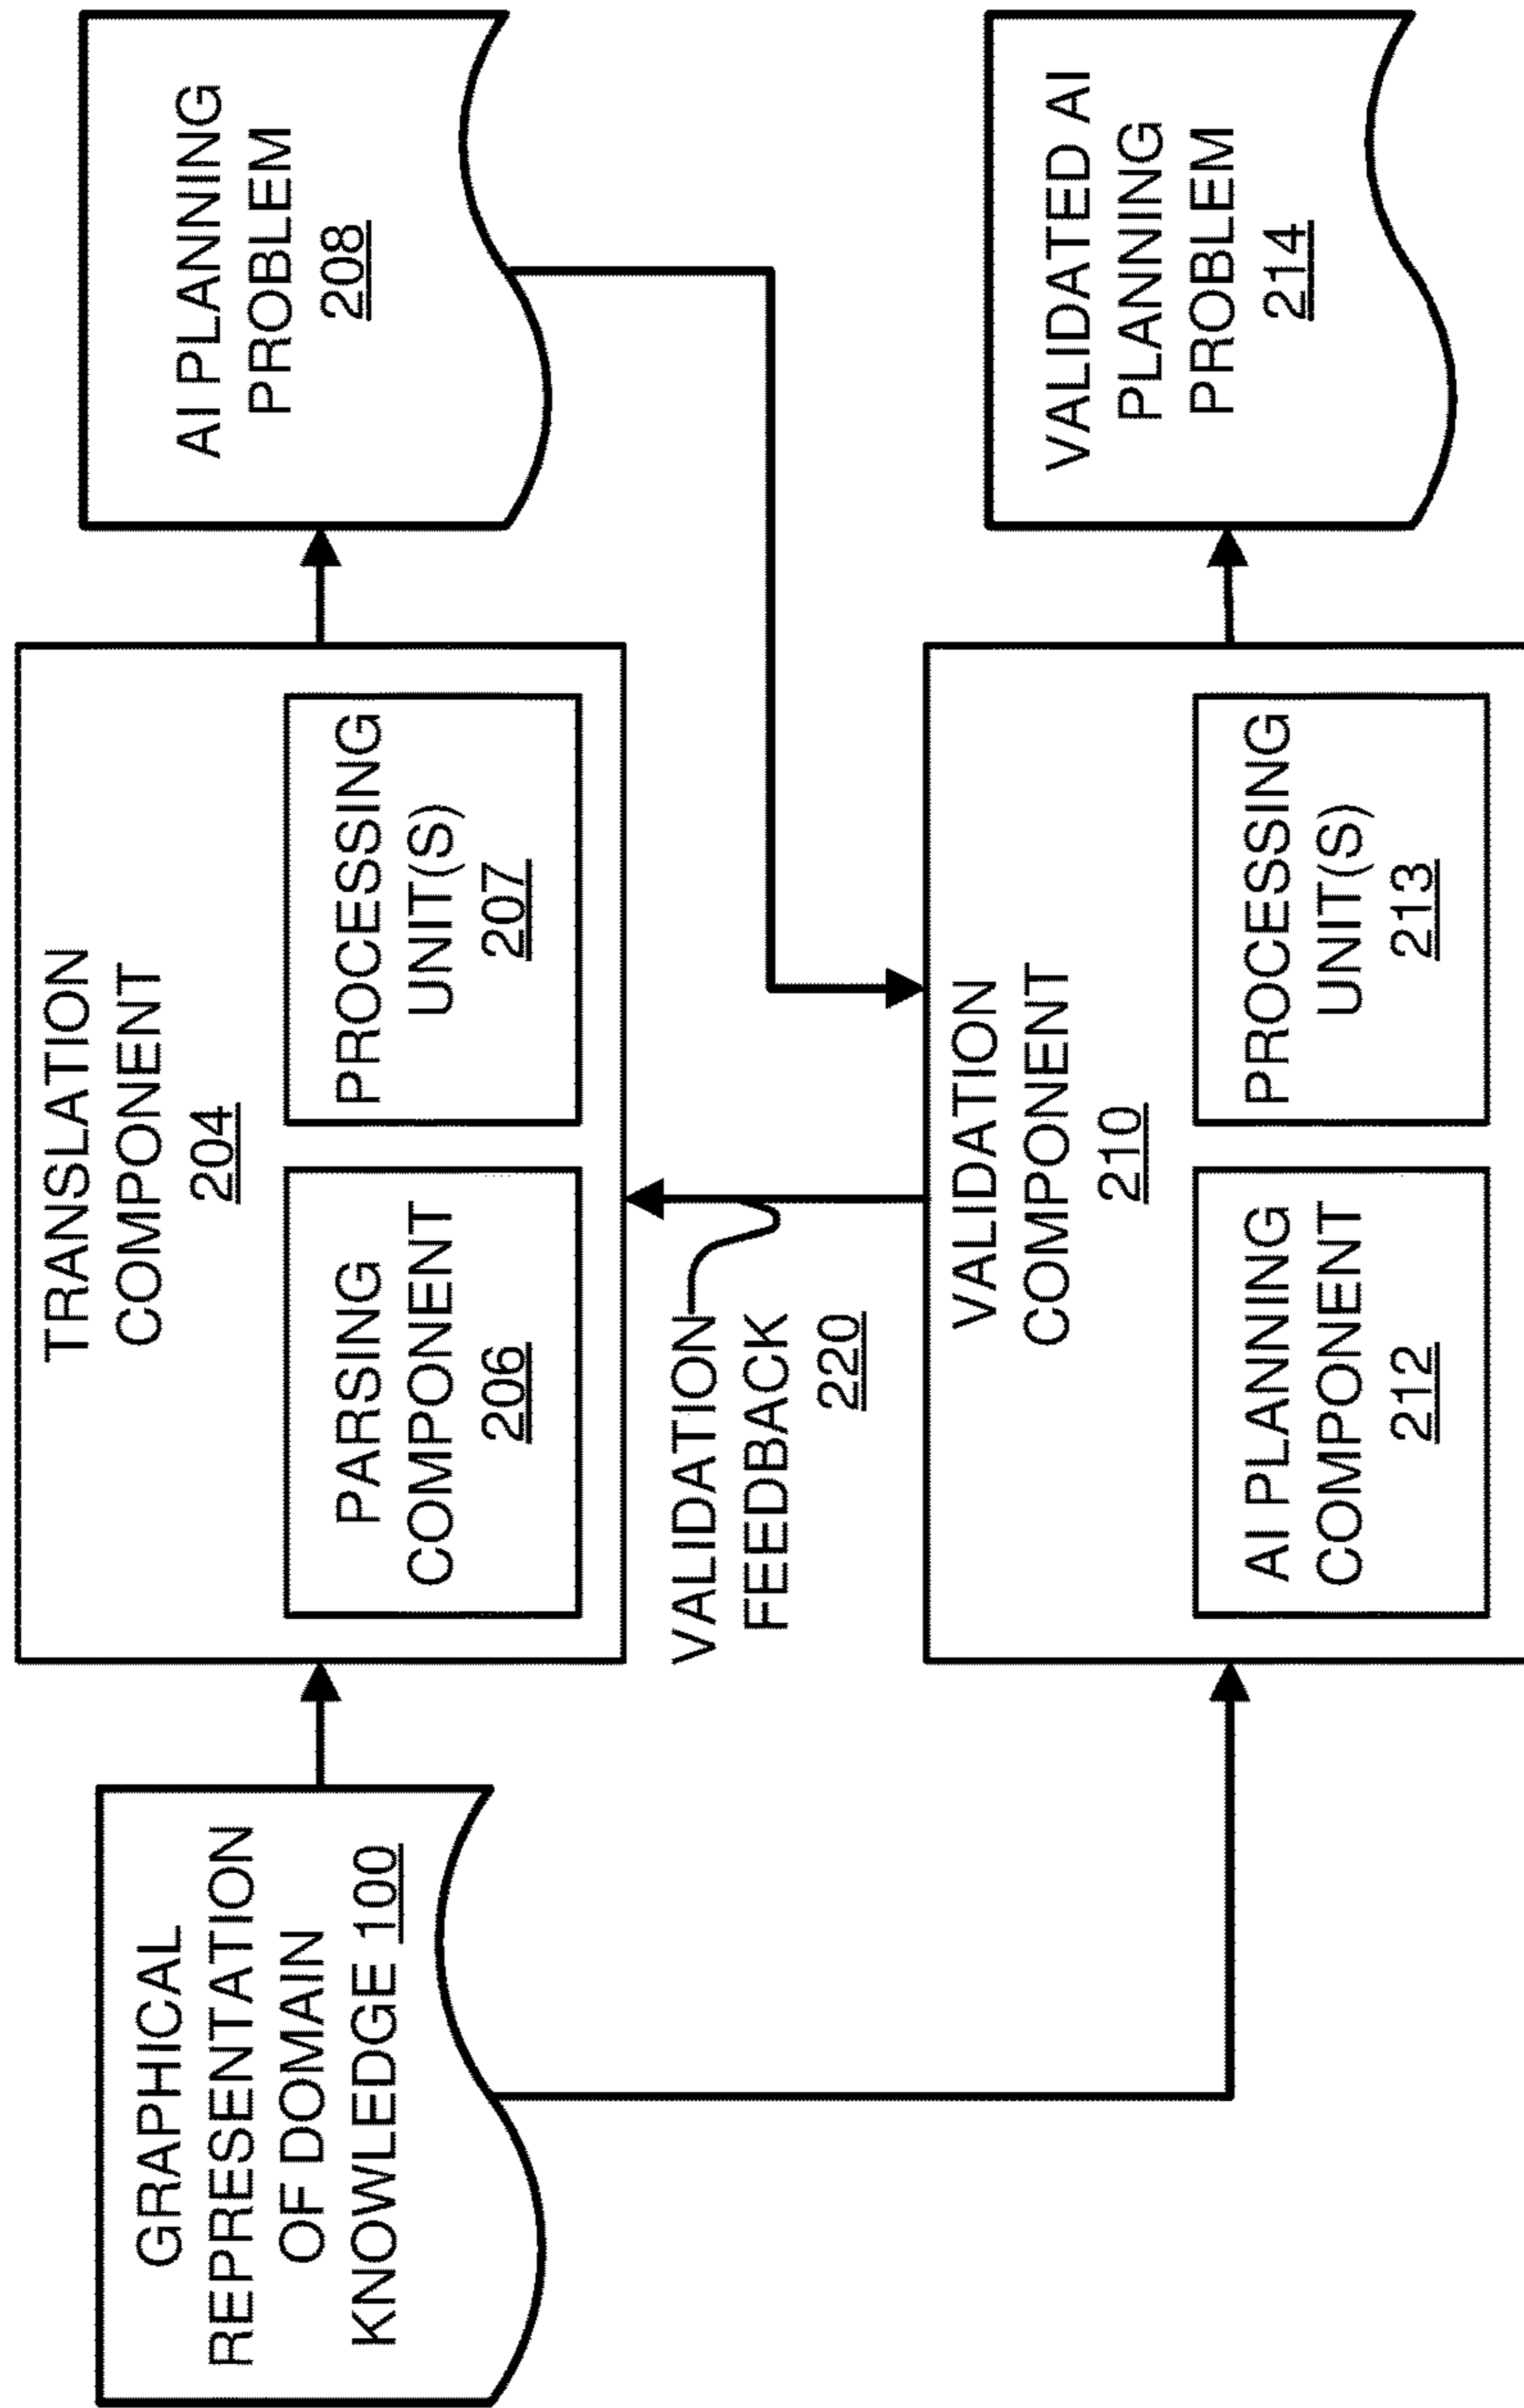 GRAPHICAL
REPRESENTATION
OF DOMAIN
KNOWLEDGE 100
TRANSLATION
COMPONENT
204
PARSING
COMPONENT
206
PROCESSING
UNIT(S)
207
AI PLANNING
PROBLEM
208
VALIDATION
FEEDBACK
220
VALIDATION
COMPONENT
210
AI PLANNING
COMPONENT
212
PROCESSING
UNIT(S)
213
VALIDATED AI
PLANNING
PROBLEM
214